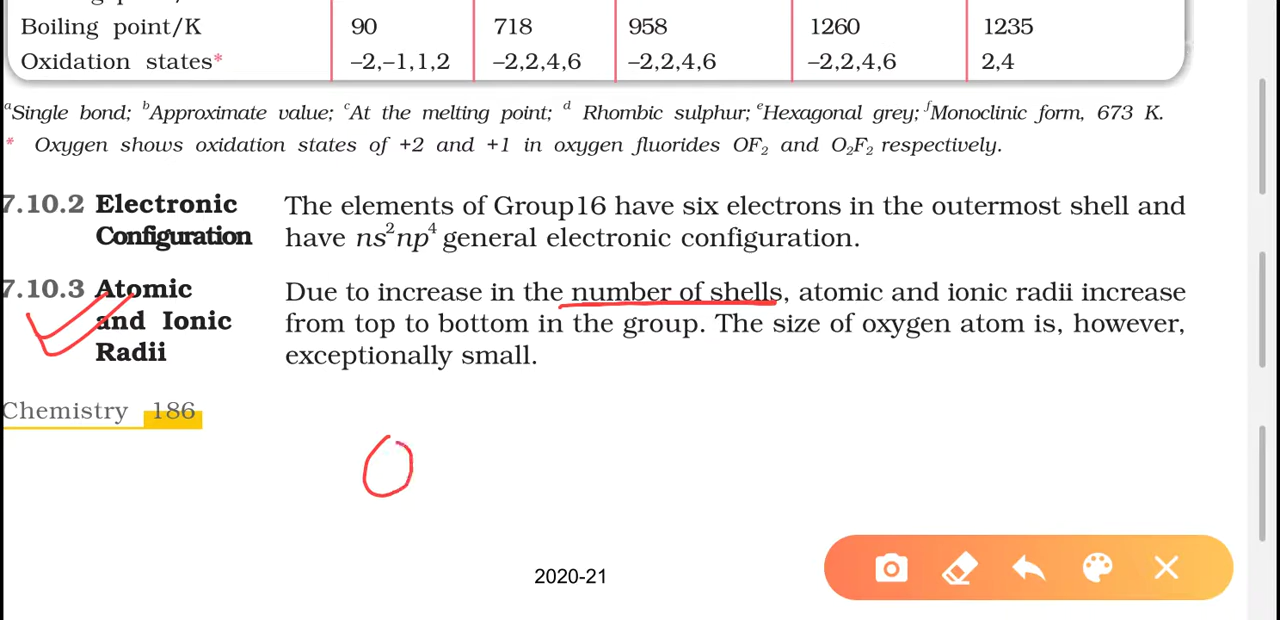 Boiling point/K 90 718 958 1260 1235
Oxidation states* –2,–1,1,2 –2,2,4,6 –2,2,4,6 –2,2,4,6 2,4
ᵃSingle bond; ᵇApproximate value; ᶜAt the melting point; ᵈ Rhombic sulphur; ᵉHexagonal grey; ᶠMonoclinic form, 673 K.
* Oxygen shows oxidation states of +2 and +1 in oxygen fluorides OF₂ and O₂F₂ respectively.
7.10.2 Electronic Configuration
The elements of Group16 have six electrons in the outermost shell and
have ns²np⁴ general electronic configuration.
7.10.3 Atomic and Ionic Radii
Due to increase in the number of shells, atomic and ionic radii increase
from top to bottom in the group. The size of oxygen atom is, however,
exceptionally small.
Chemistry 186
O
2020-21